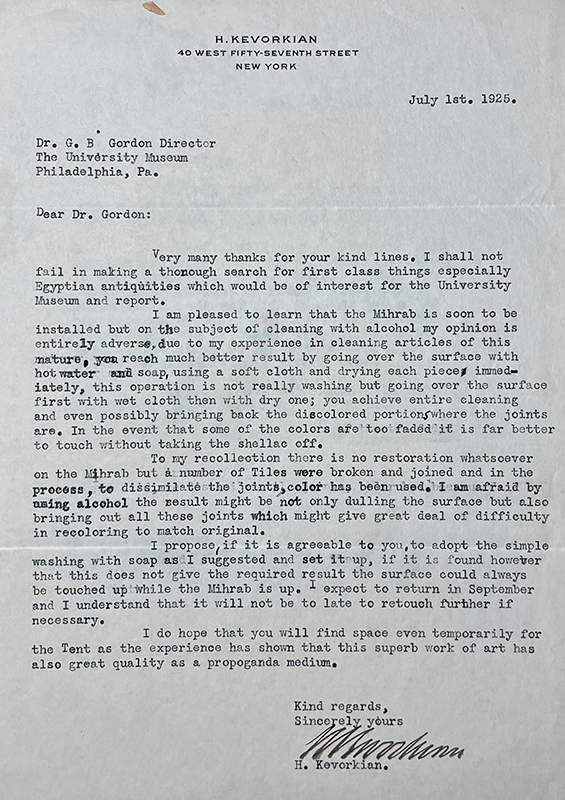 H. KEVORKIAN
40 WEST FIFTY-SEVENTH STREET
NEW YORK
July 1st. 1925.
Dr. G. B Gordon Director
The University Museum
Philadelphia, Pa.
Dear Dr. Gordon:
Very many thanks for your kind lines. I shall not
fail in making a thorough search for first class things especially
Egyptian antiquities which would be of interest for the University
Museum and report.
I am pleased to learn that the Mihrab is soon to be
installed but on the subject of cleaning with alcohol my opinion is
entirely adverse,due to my experience in cleaning articles of this
nature, you reach much better result by going over the surface with
hot water and soap,using a soft cloth and drying each piece, immed-
iately, this operation is not really washing but going over the surface
first with wet cloth then with dry one; you achieve entire cleaning
and even possibly bringing back the discolored portion,where the joints
are. In the event that some of the colors are too faded it is far better
to touch without taking the shellac off.
To my recollection there is no restoration whatsoever
on the Mihrab but a number of Tiles were broken and joined and in the
process, to dissimilate the joints,color has been used. I am afraid by
using alcohol the result might be not only dulling the surface but also
bringing out all these joints which might give great deal of difficulty
in recoloring to match original.
I propose,if it is agreeable to you,to adopt the simple
washing with soap as I suggested and set it up, if it is found however
that this does not give the required result the surface could always
be touched up while the Mihrab is up. I expect to return in September
and I understand that it will not be to late to retouch further if
necessary.
I do hope that you will find space even temporarily for
the Tent as the experience has shown that this superb work of art has
also great quality as a propoganda medium.
Kind regards,
Sincerely yours
H. Kevorkian.